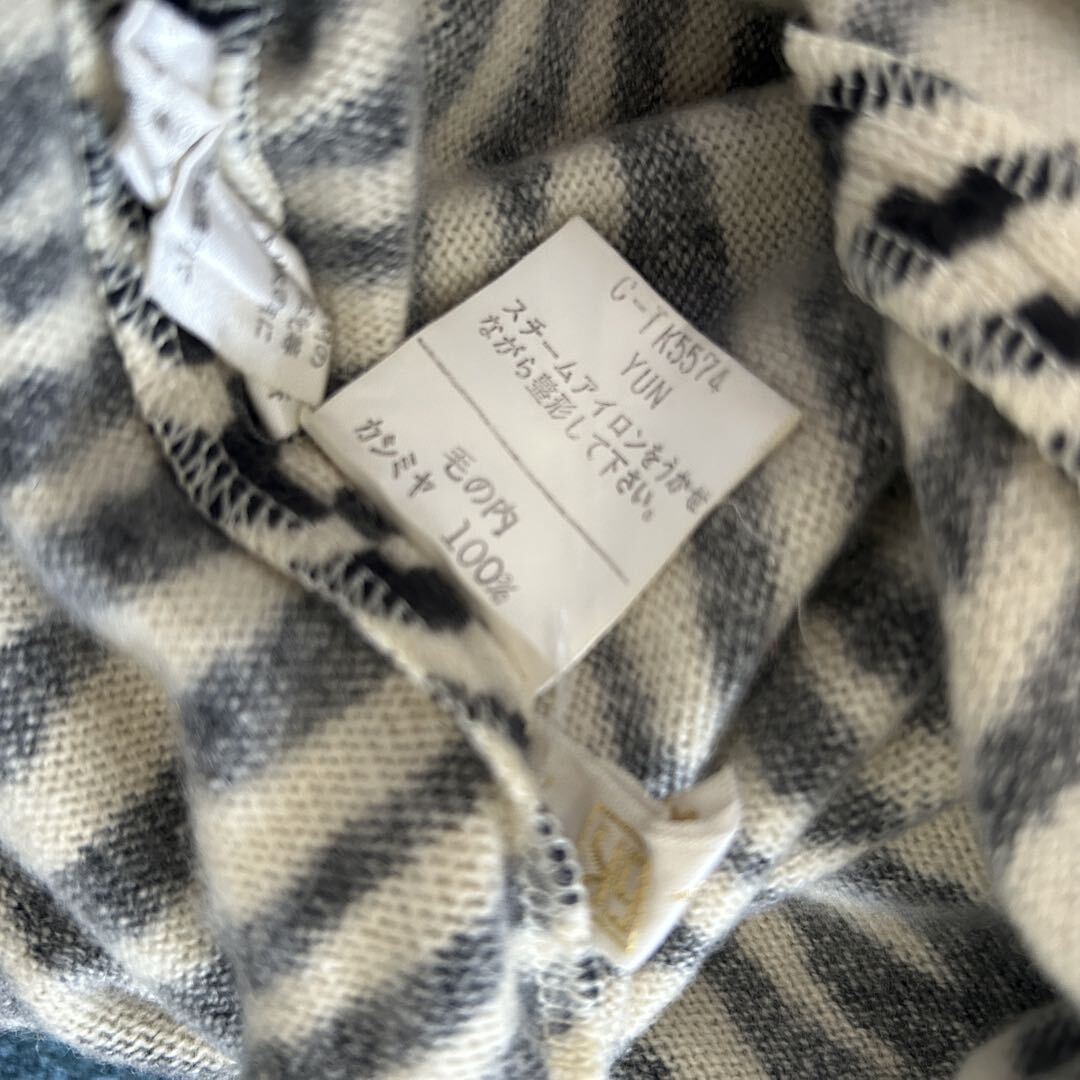 C-TK5574
YUN
スチームアイロンをうかせ
ながら整形して下さい。
毛の内
カシミヤ 100%